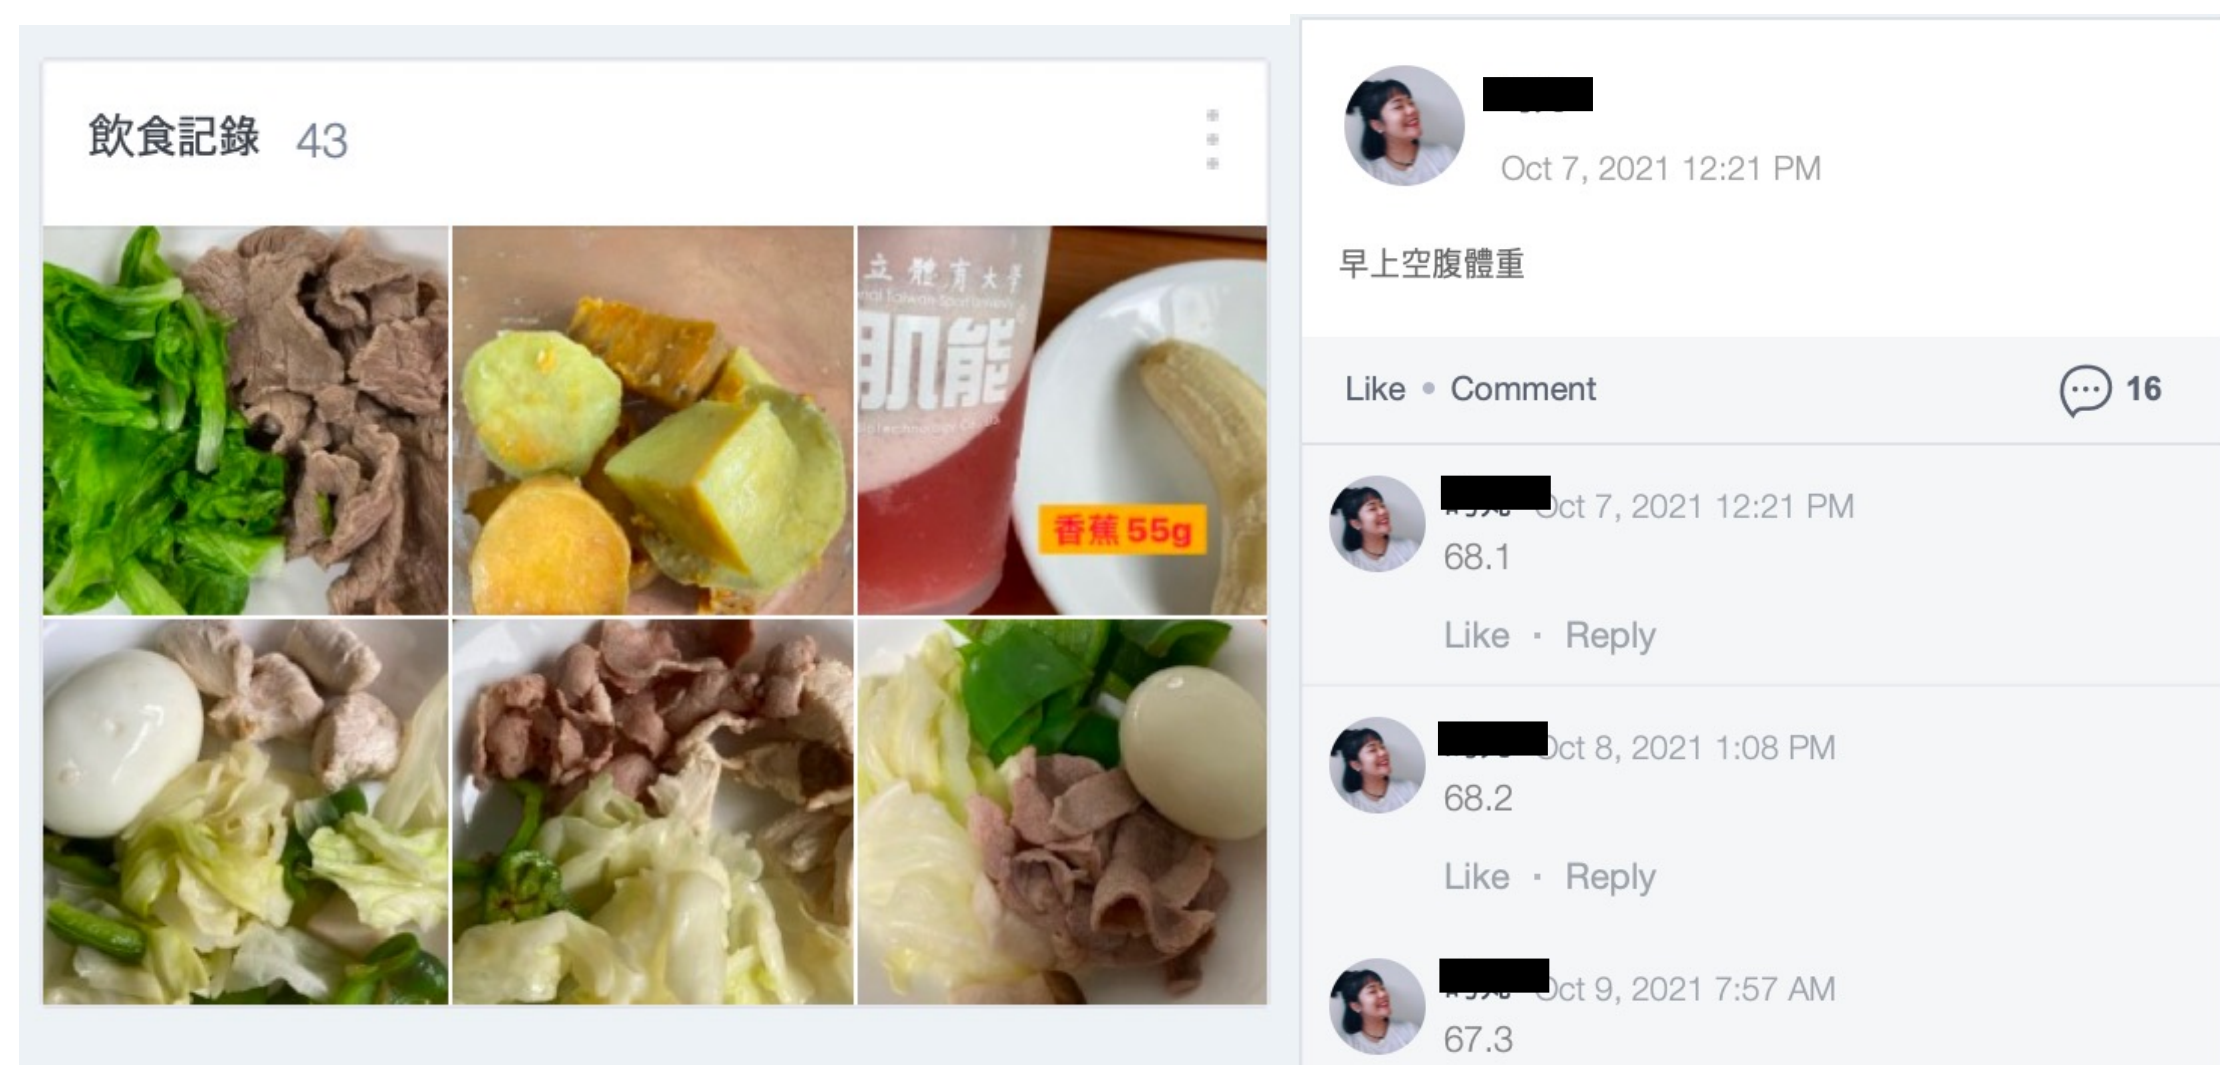 飲食記錄 43
立體育大學
肌能
香蕉55g
Oct 7, 2021 12:21 PM
早上空腹體重
Like • Comment
16
Oct 7, 2021 12:21 PM
68.1
Like · Reply
Oct 8, 2021 1:08 PM
68.2
Like · Reply
Oct 9, 2021 7:57 AM
67.3